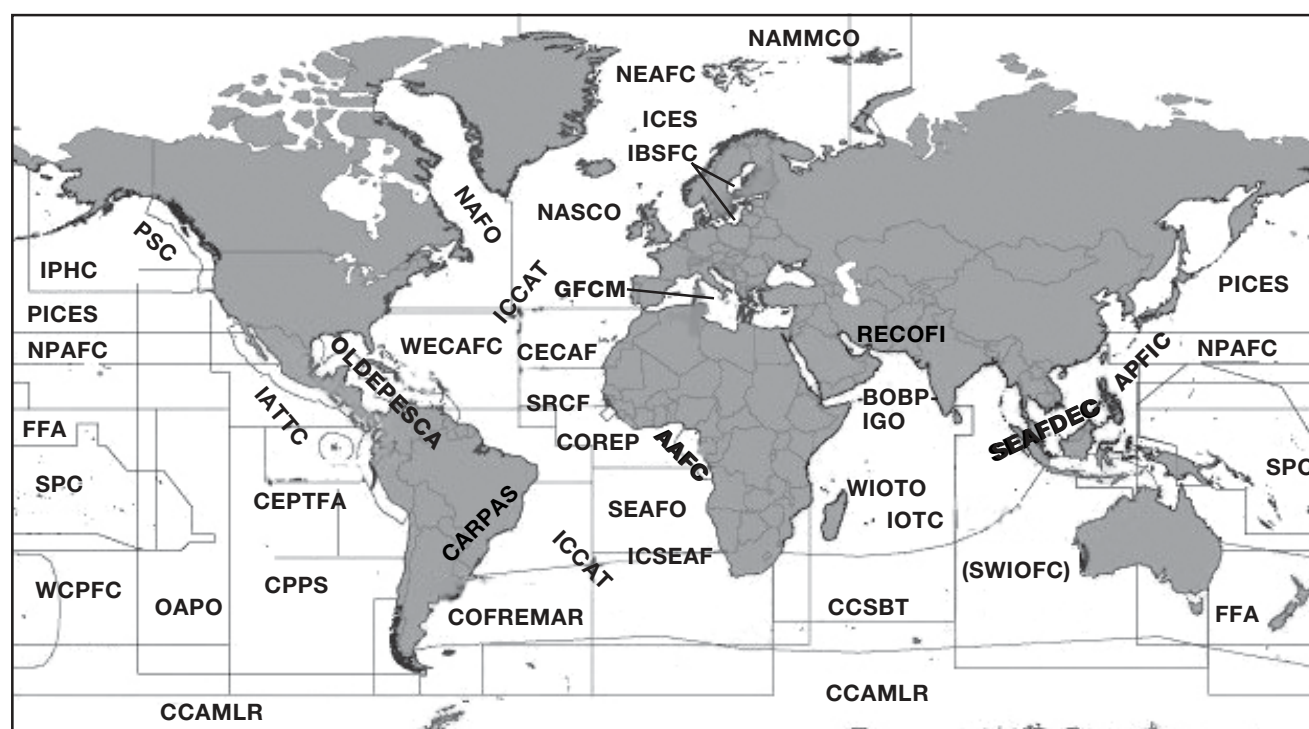 NAMMCO
NEAFC
ICES
IBSFC
NAFO
NASCO
PSC
IPHC
ICCAT
GFCM
PICES
PICES
NPAFC
OLDEPESCA
WECAFC
CECAF
RECOFI
APFIC
NPAFC
IATTC
SRCF
BOBP-
IGO
FFA
COREP
AAFC
SEAFDEC
SPC
SPC
CEPTFA
CARPAS
SEAFO
WIOTO
IOTC
ICCAT
ICSEAF
(SWIOFC)
WCPFC
OAPO
CPPS
COFREMAR
CCSBT
FFA
CCAMLR
CCAMLR